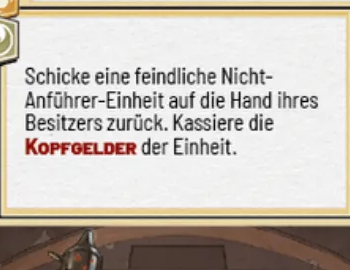 Schicke eine feindliche Nicht-
Anführer-Einheit auf die Hand ihres
Besitzers zurück. Kassiere die
KOPFGELDER der Einheit.